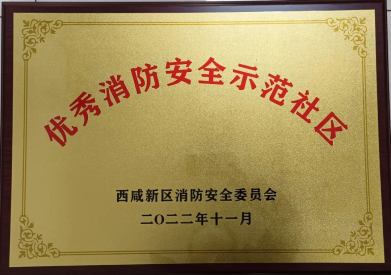 优秀消防安全示范社区
西咸新区消防安全委员会
二〇二二年十一月